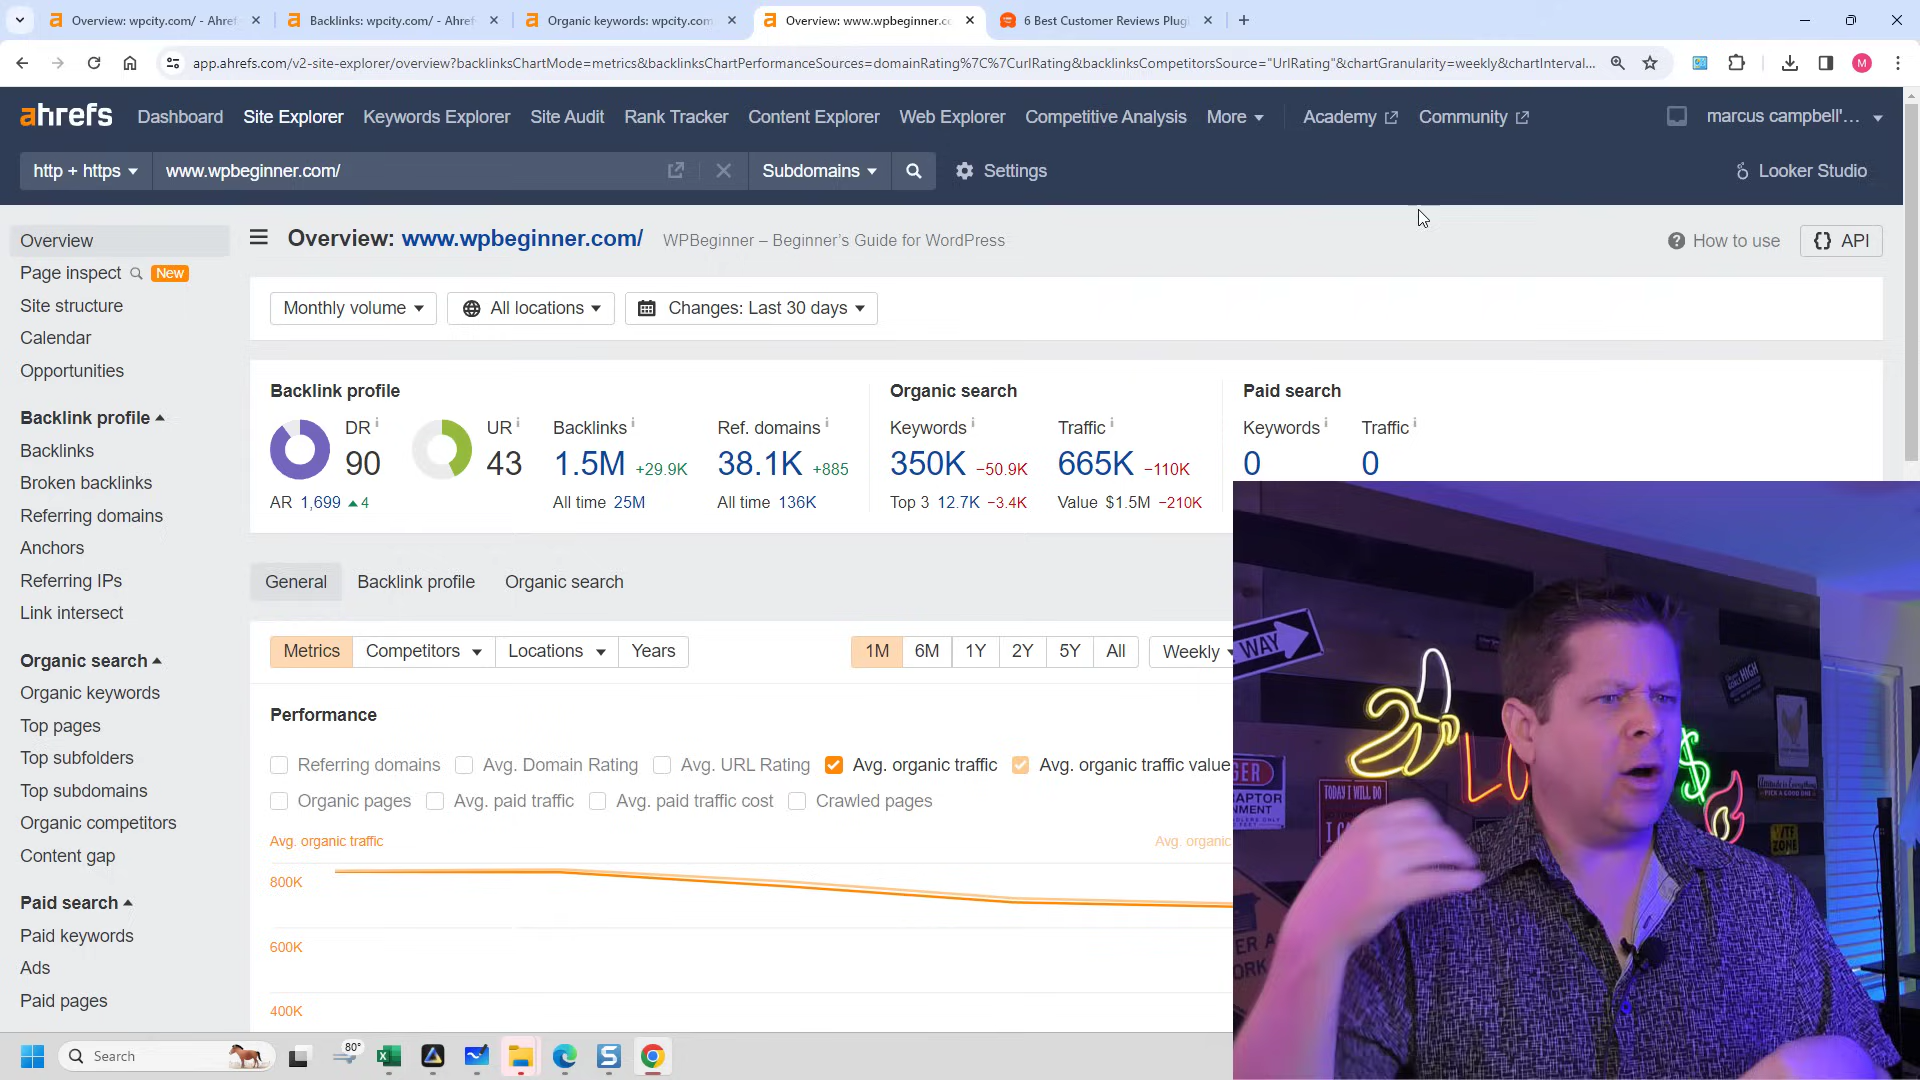 Overview: wpcity.com/ - Ahref
Backlinks: wpcity.com/ - Ahref
Organic keywords: wpcity.com
Overview: www.wpbeginner.co
6 Best Customer Reviews Plugi
app.ahrefs.com/v2-site-explorer/overview?backlinksChartMode=metrics&backlinksChartPerformanceSources=domainRating%7C%7CurlRating&backlinksCompetitorsSource="UrlRating"&chartGranularity=weekly&chartInterval...
M
ahrefs
Dashboard Site Explorer Keywords Explorer Site Audit Rank Tracker Content Explorer Web Explorer Competitive Analysis More Academy Community
marcus campbell'...
http + https
www.wpbeginner.com/
Subdomains
Settings
Looker Studio
Overview
Page inspect New
Site structure
Calendar
Opportunities
Backlink profile
Backlinks
Broken backlinks
Referring domains
Anchors
Referring IPs
Link intersect
Organic search
Organic keywords
Top pages
Top subfolders
Top subdomains
Organic competitors
Content gap
Paid search
Paid keywords
Ads
Paid pages
Overview: www.wpbeginner.com/ WPBeginner – Beginner's Guide for WordPress
How to use
{} API
Monthly volume All locations Changes: Last 30 days
Backlink profile
DR i
90
AR 1,699 4
UR i
43
Backlinks i
1.5M +29.9K
All time 25M
Ref. domains i
38.1K +885
All time 136K
Organic search
Keywords i
350K −50.9K
Top 3 12.7K −3.4K
Traffic i
665K −110K
Value $1.5M −210K
Paid search
Keywords i
0
Traffic i
0
General Backlink profile Organic search
Metrics Competitors Locations Years
1M 6M 1Y 2Y 5Y All
Weekly
Performance
Referring domains Avg. Domain Rating Avg. URL Rating Avg. organic traffic Avg. organic traffic value
Organic pages Avg. paid traffic Avg. paid traffic cost Crawled pages
Avg. organic traffic
Avg. organic
800K
600K
400K
WAY
TODAY I WILL DO
LO
$
WTF
ZONE
Search
80°